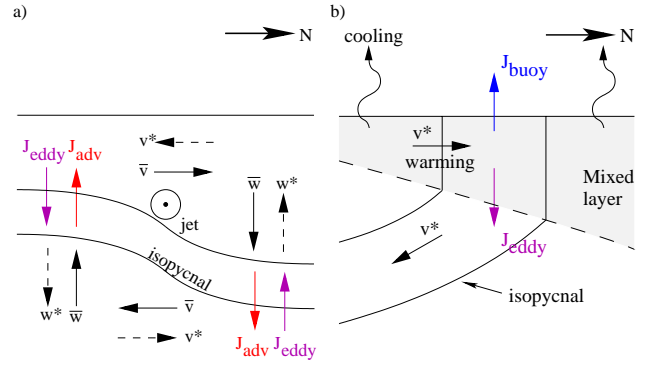 a)
N
J_eddy
J_adv
v*
v̅
w̅
w*
jet
isopycnal
w*
w̅
v̅
v*
J_adv
J_eddy
b)
N
cooling
J_buoy
v*
warming
Mixed
layer
J_eddy
v*
isopycnal